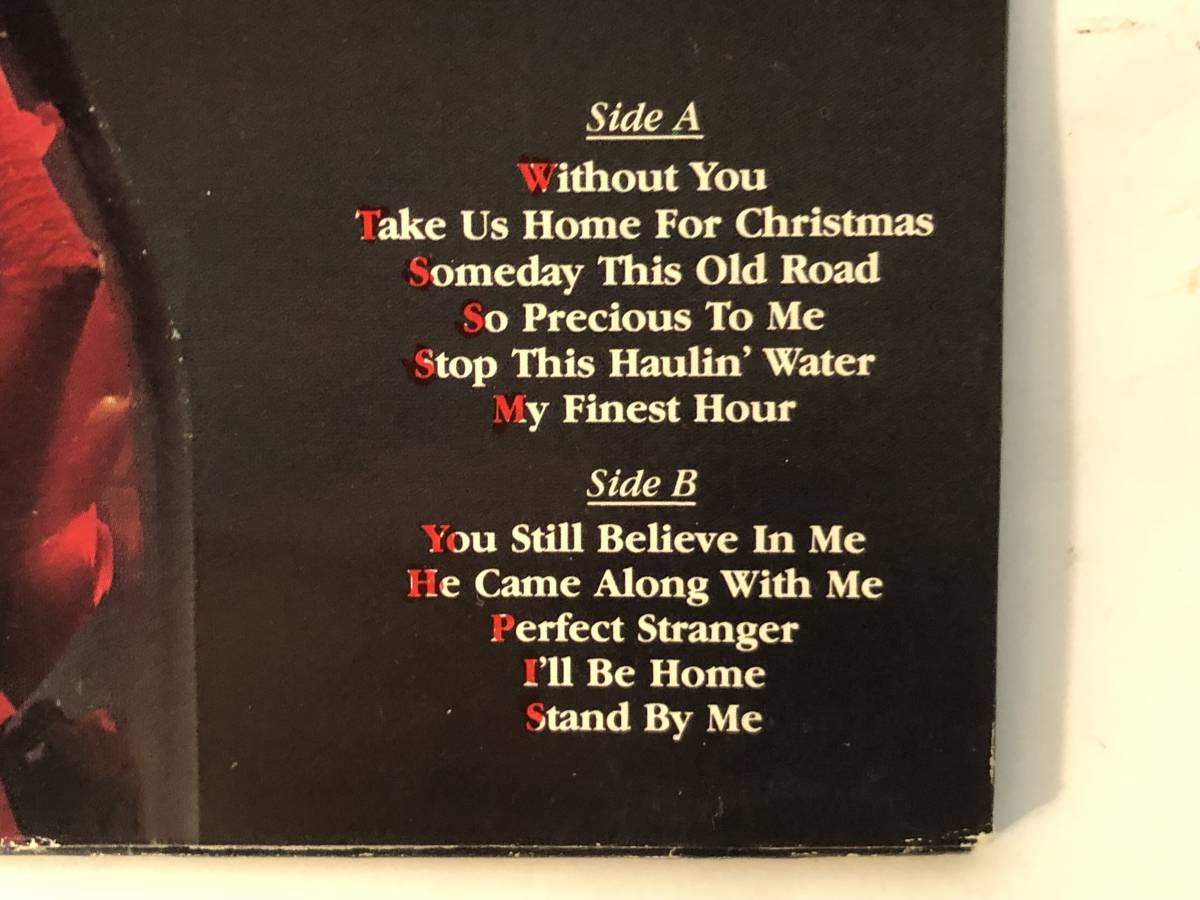 Side A
Without You
Take Us Home For Christmas
Someday This Old Road
So Precious To Me
Stop This Haulin' Water
My Finest Hour
Side B
You Still Believe In Me
He Came Along With Me
Perfect Stranger
I'll Be Home
Stand By Me